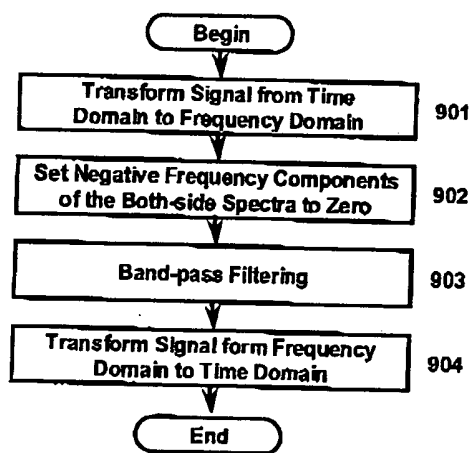 Begin
Transform Signal from Time
Domain to Frequency Domain
901
Set Negative Frequency Components
of the Both-side Spectra to Zero
902
Band-pass Filtering
903
Transform Signal form Frequency
Domain to Time Domain
904
End